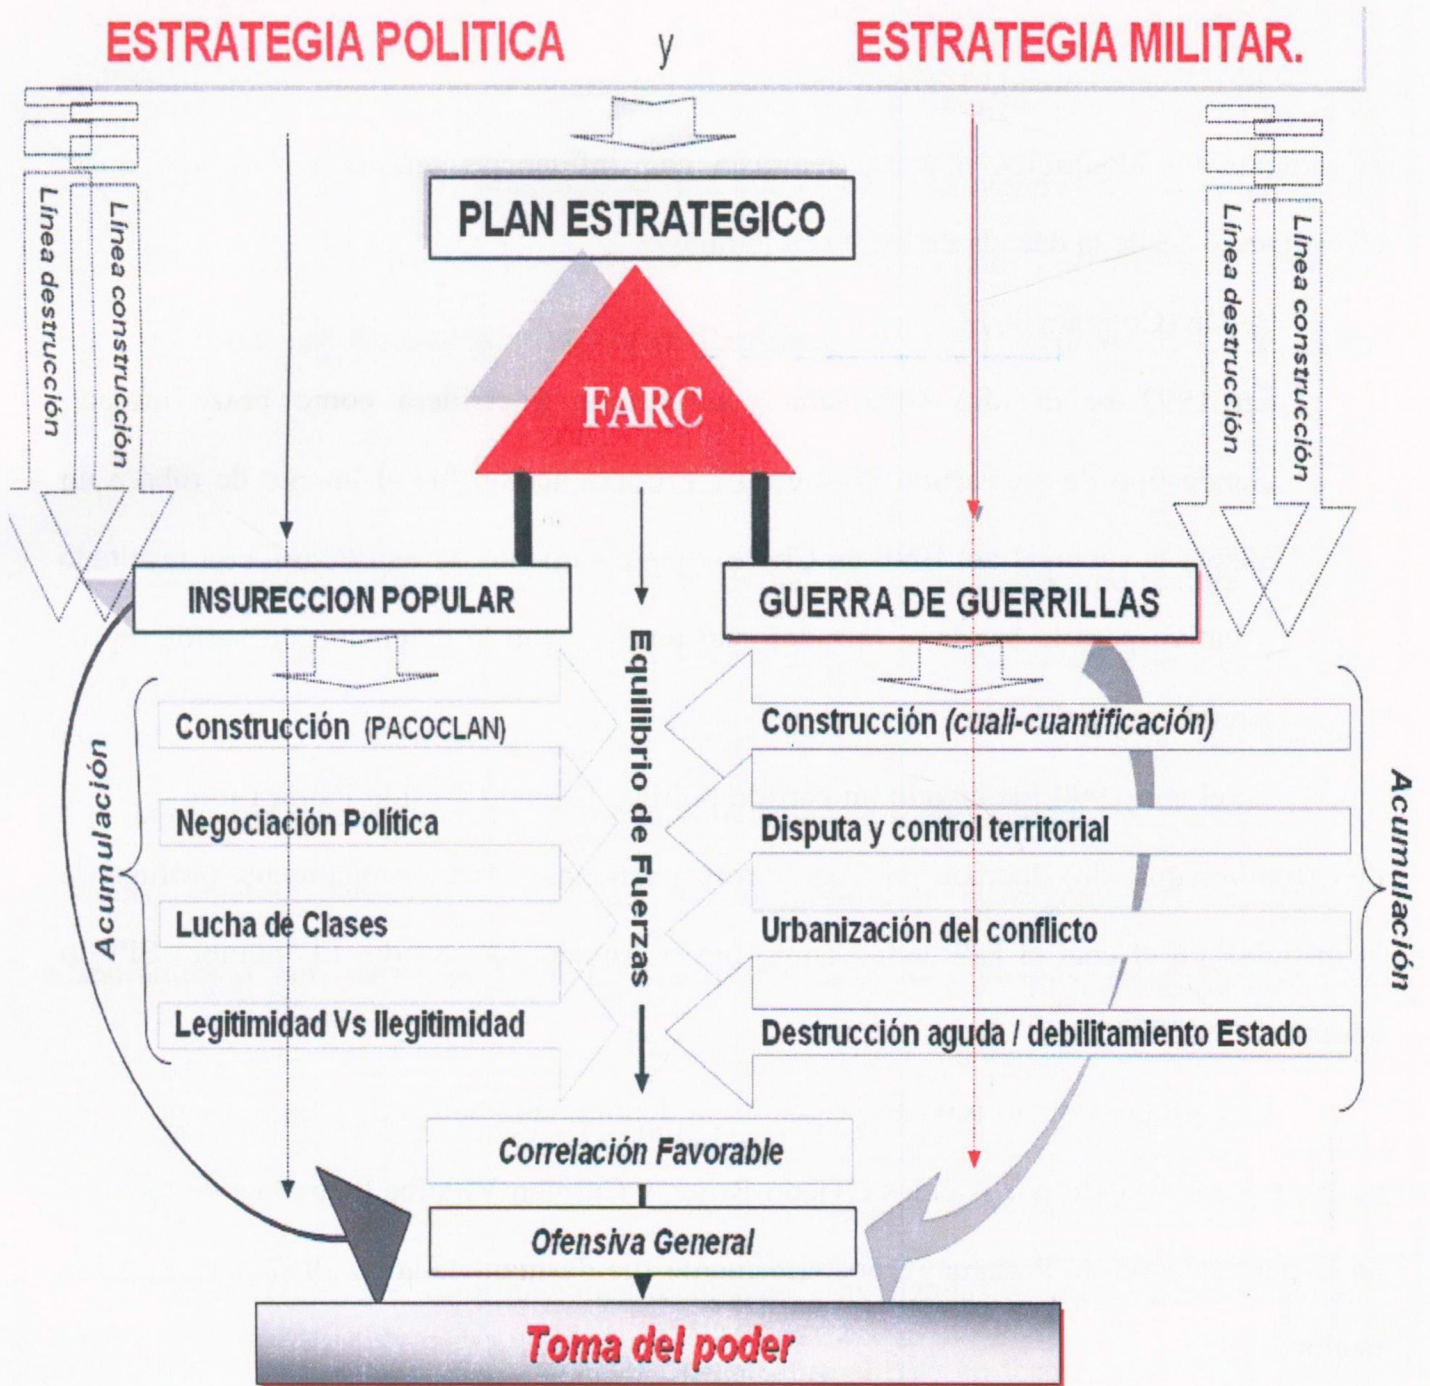 ESTRATEGIA POLITICA y ESTRATEGIA MILITAR.
PLAN ESTRATEGICO
Línea destrucción
Línea construcción
Línea destrucción
Línea construcción
FARC
INSURECCION POPULAR
GUERRA DE GUERRILLAS
Acumulación
Construcción (PACOCLAN)
Negociación Política
Lucha de Clases
Legitimidad Vs Ilegitimidad
Equilibrio de Fuerzas
Construcción (cuali-cuantificación)
Disputa y control territorial
Urbanización del conflicto
Destrucción aguda / debilitamiento Estado
Acumulación
Correlación Favorable
Ofensiva General
Toma del poder